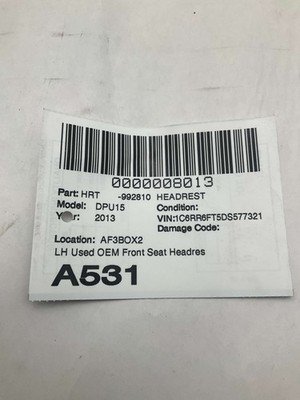 0000008013
Part: HRT -992810 HEADREST
Model: DPU15 Condition:
Year: 2013 VIN:1C6RR6FT5DS577321
Damage Code:
Location: AF3BOX2
LH Used OEM Front Seat Headres
A531